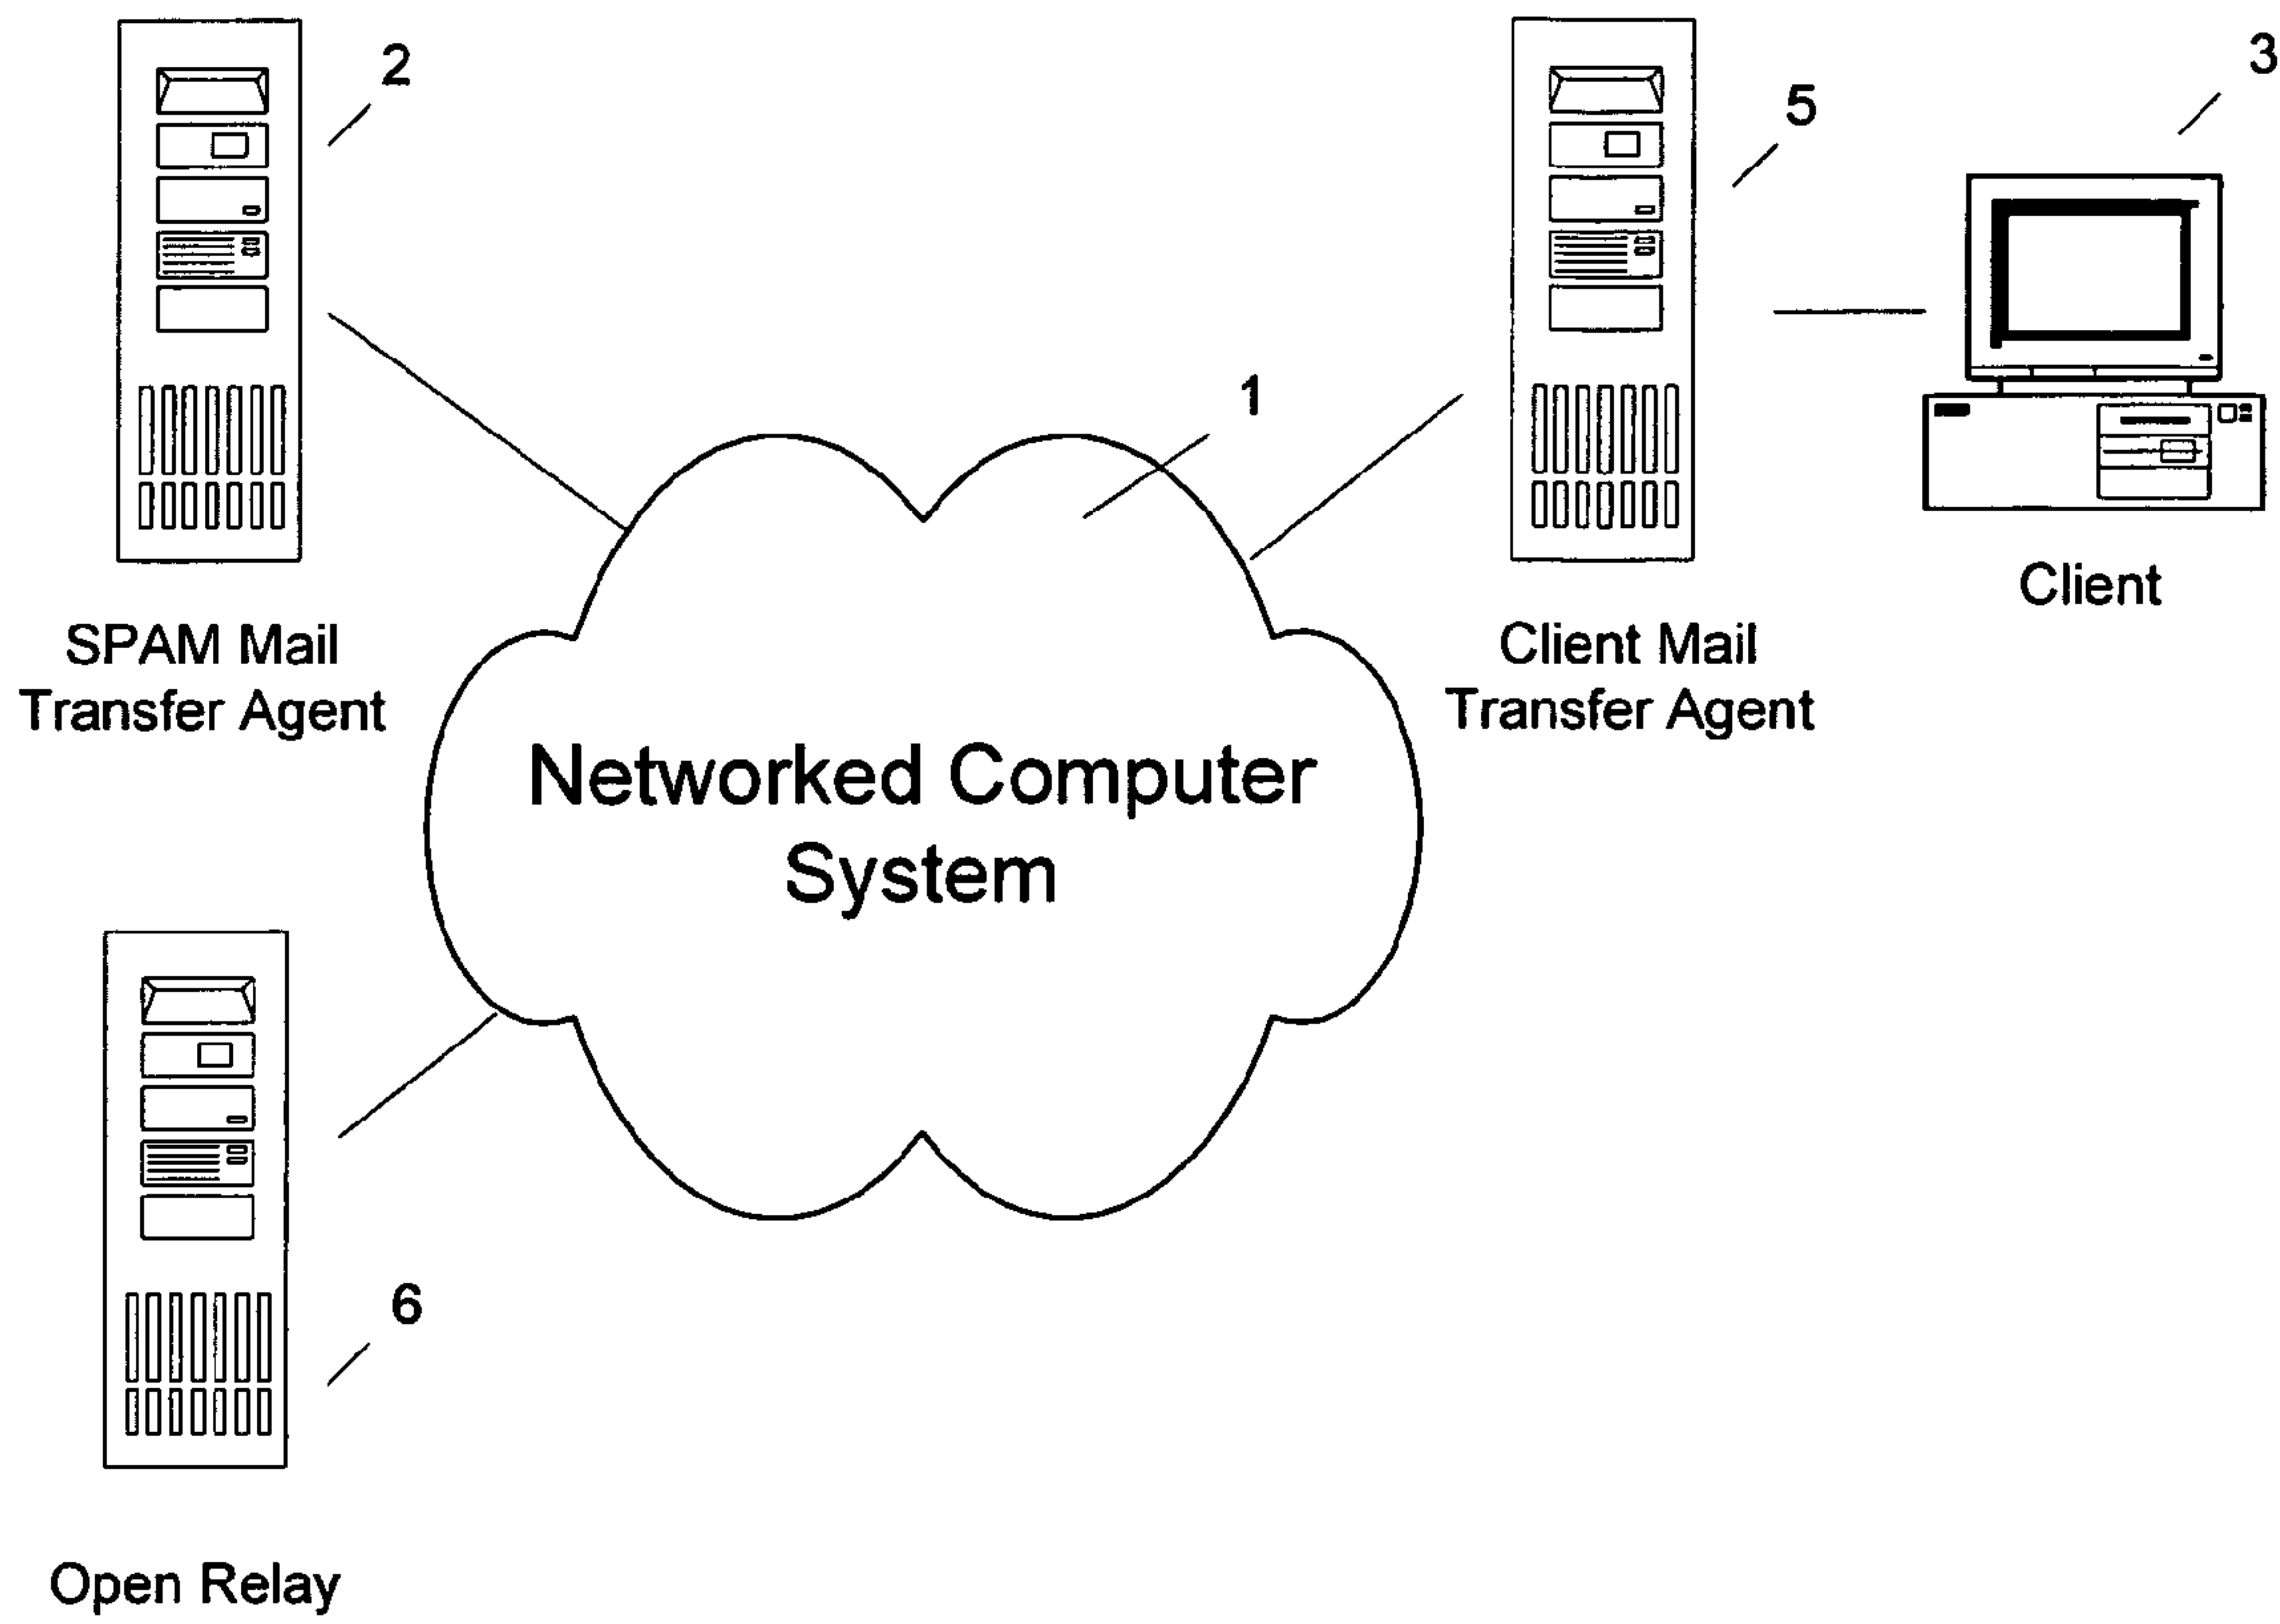 2
3
5
1
Client
SPAM Mail
Transfer Agent
Client Mail
Transfer Agent
Networked Computer
System
6
Open Relay